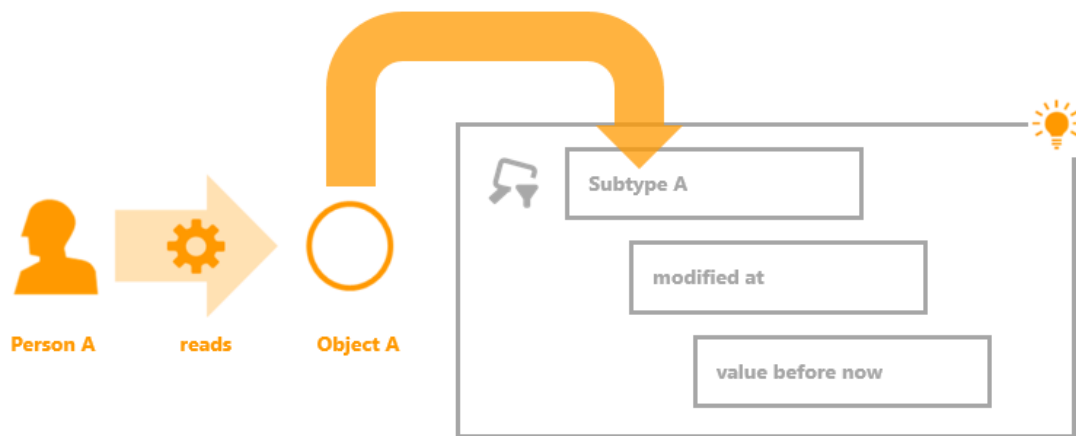 Subtype A
modified at
value before now
Person A
reads
Object A